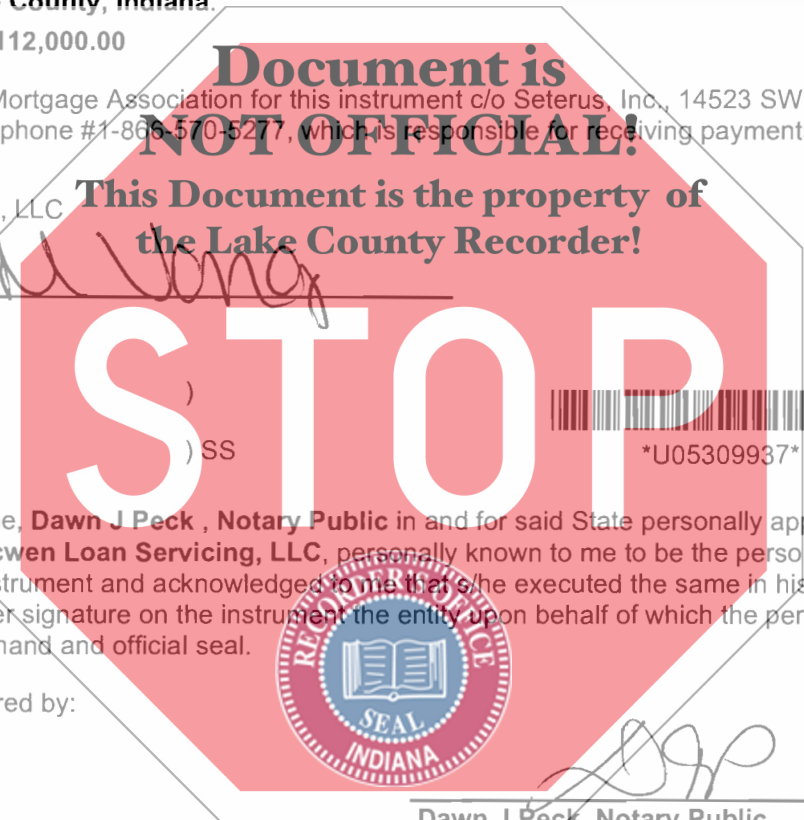 County, Indiana.
112,000.00
Document is
Mortgage Association for this instrument c/o Seterus, Inc., 14523 SW
phone #1-866-570-5277, which is responsible for receiving payment
NOT OFFICIAL!
This Document is the property of
, LLC
the Lake County Recorder!
Vong
STOP
)
) SS
*U05309937*
e, Dawn J Peck , Notary Public in and for said State personally app
cwen Loan Servicing, LLC, personally known to me to be the perso
strument and acknowledged to me that s/he executed the same in his
er signature on the instrument the entity upon behalf of which the per
hand and official seal.
RECORDER'S OFFICE
SEAL
INDIANA
red by:
Dawn J Peck, Notary Public